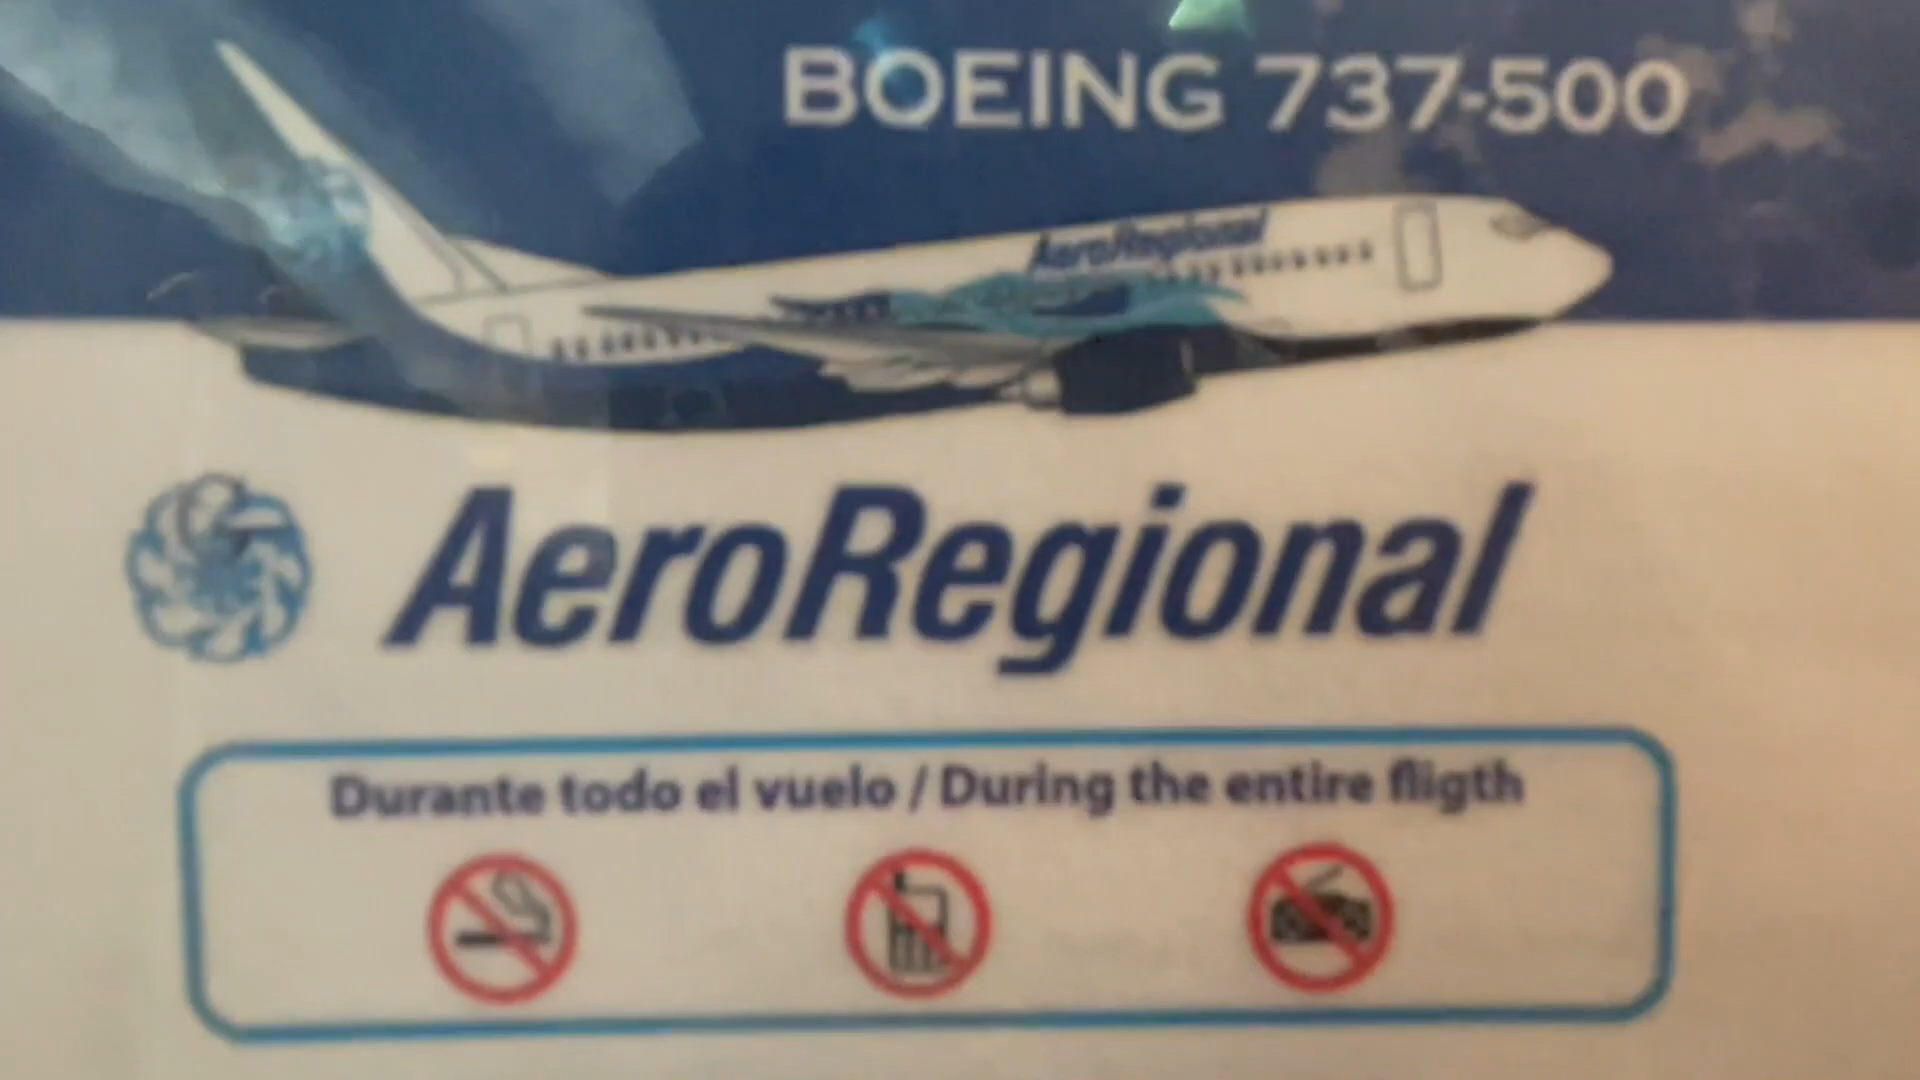 BOEING 737-500
AeroRegional
AeroRegional
Durante todo el vuelo / During the entire fligth